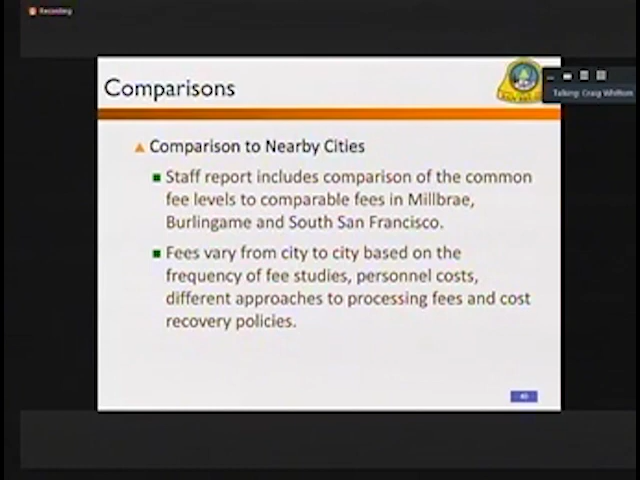 Recording
Comparisons
Talking: Craig Whittom
Comparison to Nearby Cities
Staff report includes comparison of the common
fee levels to comparable fees in Millbrae,
Burlingame and South San Francisco.
Fees vary from city to city based on the
frequency of fee studies, personnel costs,
different approaches to processing fees and cost
recovery policies.
40